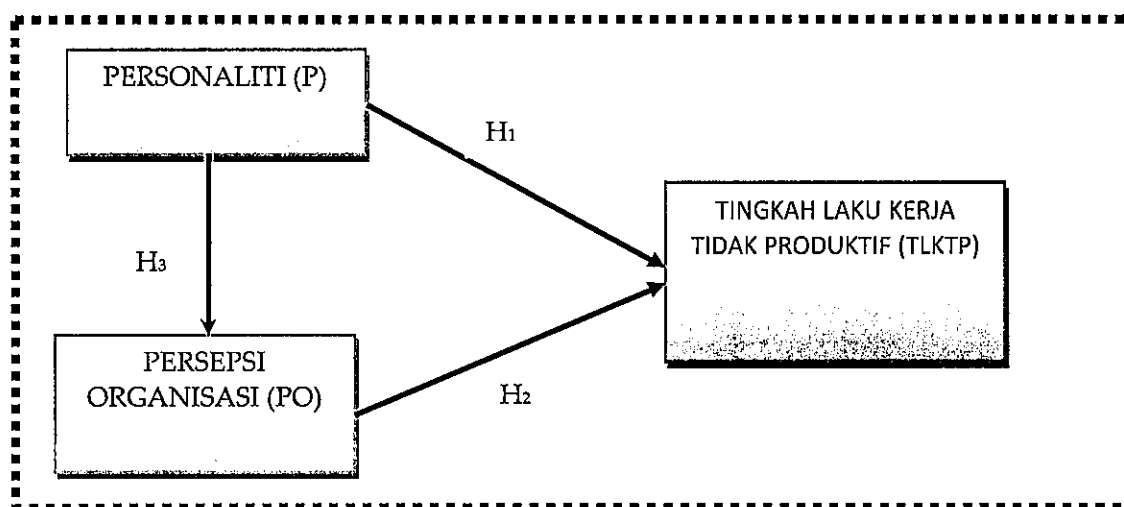 PERSONALITI (P)
H1
TINGKAH LAKU KERJA
TIDAK PRODUKTIF (TLKTP)
H3
PERSEPSI
ORGANISASI (PO)
H2